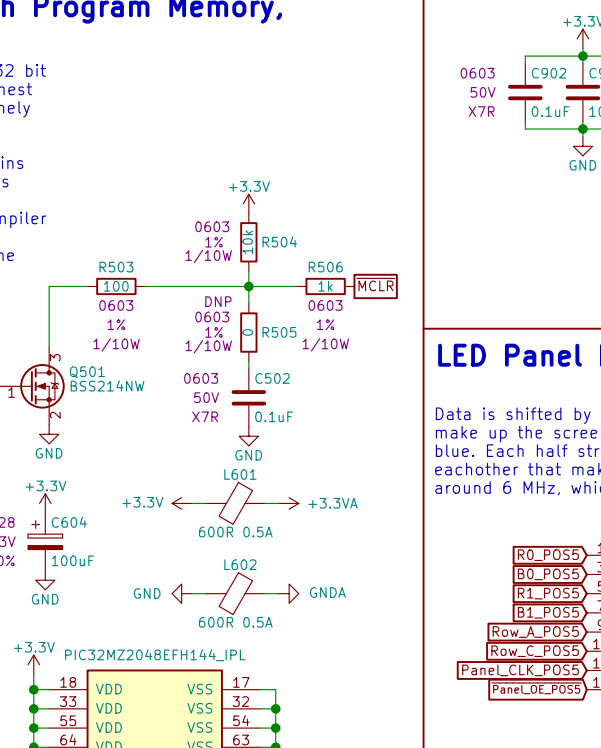 Program Memory,
32 bit
ins
s
mpiler
+3.3V
0603
1%
1/10W
10k
R504
R503
100
0603
1%
1/10W
R506
1k
0603
1%
1/10W
MCLR
DNP
0603
1%
1/10W
0
R505
0603
50V
X7R
C502
0.1uF
GND
3
Q501
BSS214NW
1
2
GND
L601
+3.3V
+3.3VA
600R 0.5A
L602
GND
GNDA
600R 0.5A
+3.3V
28
C604
3V
+
0%
100uF
GND
+3.3V
PIC32MZ2048EFH144_IPL
18 VDD VSS 17
33 VDD VSS 32
55 VDD VSS 54
64 VDD VSS 63
+3.3V
0603
50V
X7R
C902
0.1uF
GND
LED Panel
Data is shifted by
make up the scree
blue. Each half str
eachother that mak
around 6 MHz, whic
R0_POS5
B0_POS5
R1_POS5
B1_POS5
Row_A_POS5
Row_C_POS5
Panel_CLK_POS5
Panel_OE_POS5